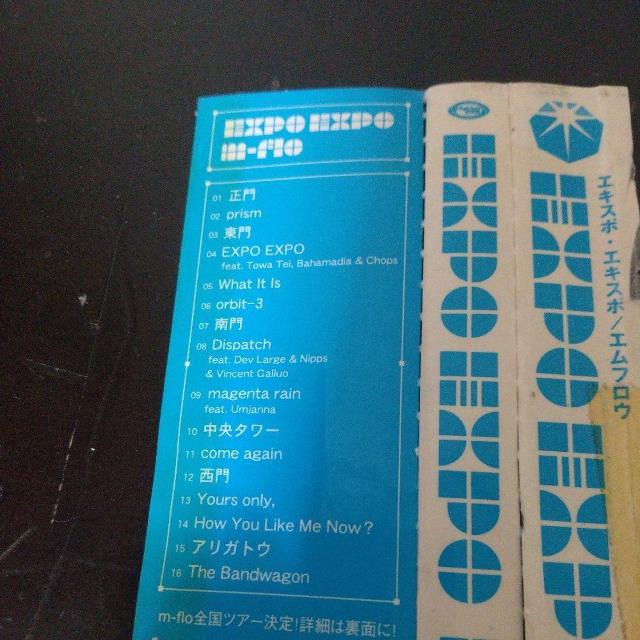 EXPO EXPO
m-flo
01 正門
02 prism
03 東門
04 EXPO EXPO
feat. Towa Tei, Bahamadia & Chops
05 What It Is
06 orbit-3
07 南門
08 Dispatch
feat. Dev Large & Nipps
& Vincent Galluo
09 magenta rain
feat. Umjanna
10 中央タワー
11 come again
12 西門
13 Yours only,
14 How You Like Me Now?
15 アリガトウ
16 The Bandwagon
m-flo全国ツアー決定!詳細は裏面に!
EXPO EXPO
エキスポ・エキスポ/エムフロウ
EXPO EXP